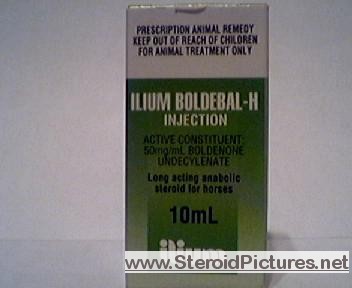 PRESCRIPTION ANIMAL REMEDY
KEEP OUT OF REACH OF CHILDREN
FOR ANIMAL TREATMENT ONLY
ILIUM BOLDEBAL-H
INJECTION
ACTIVE CONSTITUENT:
50mg/mL BOLDENONE
UNDECYLENATE
Long acting anabolic
steroid for horses
10mL
ilium
www.SteroidPictures.net